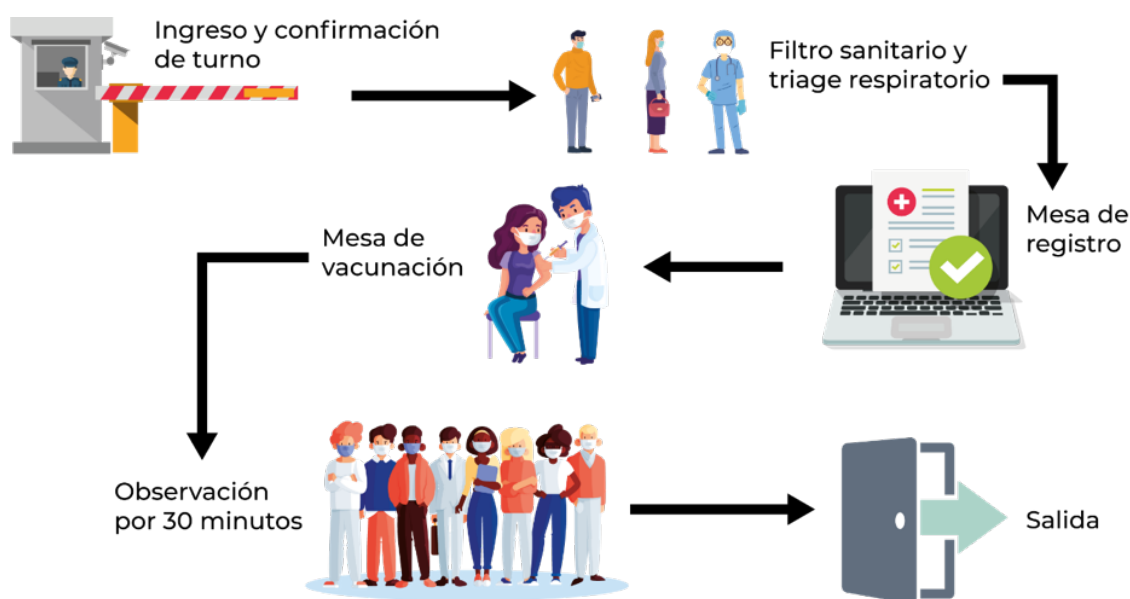 Ingreso y confirmación
de turno
Filtro sanitario y
triage respiratorio
Mesa de
registro
Mesa de
vacunación
Observación
por 30 minutos
Salida